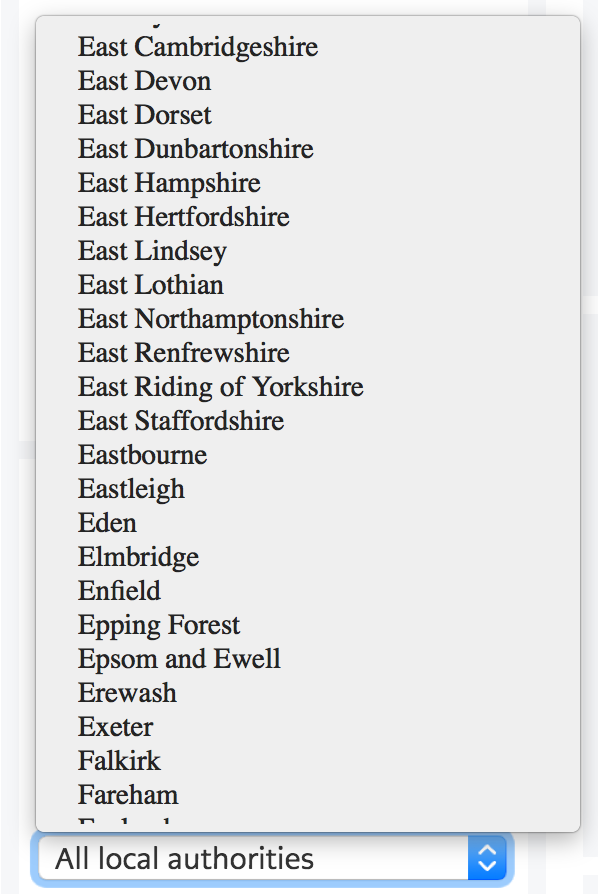 East Cambridgeshire
East Devon
East Dorset
East Dunbartonshire
East Hampshire
East Hertfordshire
East Lindsey
East Lothian
East Northamptonshire
East Renfrewshire
East Riding of Yorkshire
East Staffordshire
Eastbourne
Eastleigh
Eden
Elmbridge
Enfield
Epping Forest
Epsom and Ewell
Erewash
Exeter
Falkirk
Fareham
All local authorities